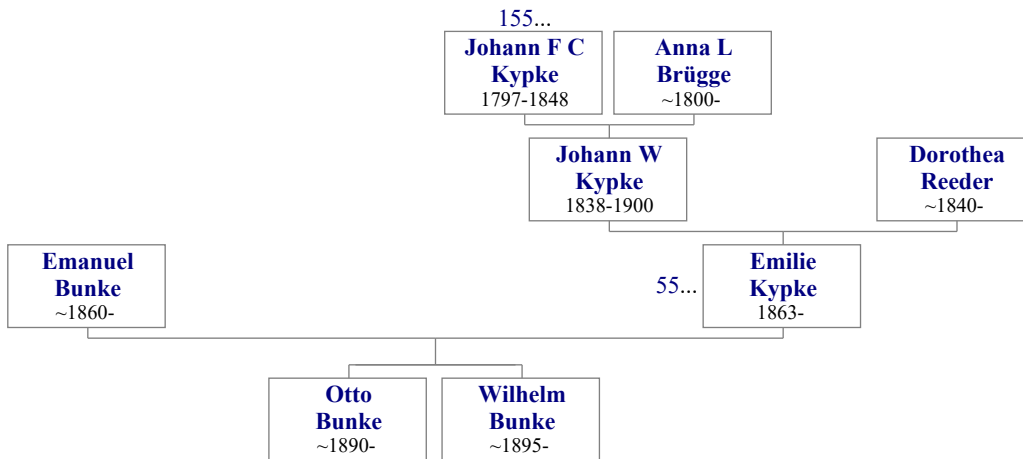 155...
Johann F C
Kypke
1797-1848
Anna L
Brügge
~1800-
Johann W
Kypke
1838-1900
Dorothea
Reeder
~1840-
Emanuel
Bunke
~1860-
55...
Emilie
Kypke
1863-
Otto
Bunke
~1890-
Wilhelm
Bunke
~1895-